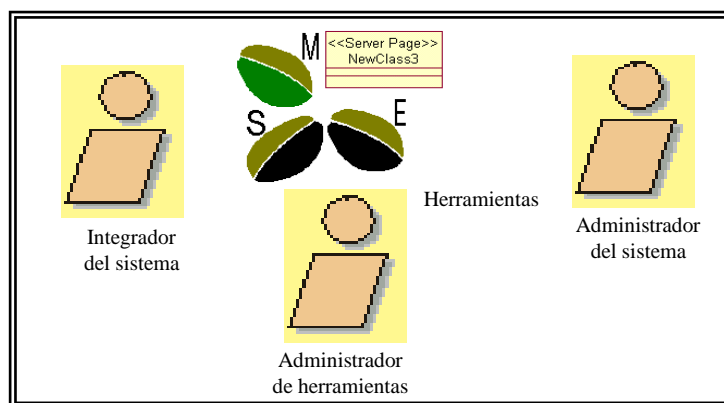 M
<<Server Page>>
NewClass3
S
E
Herramientas
Integrador
del sistema
Administrador
del sistema
Administrador
de herramientas